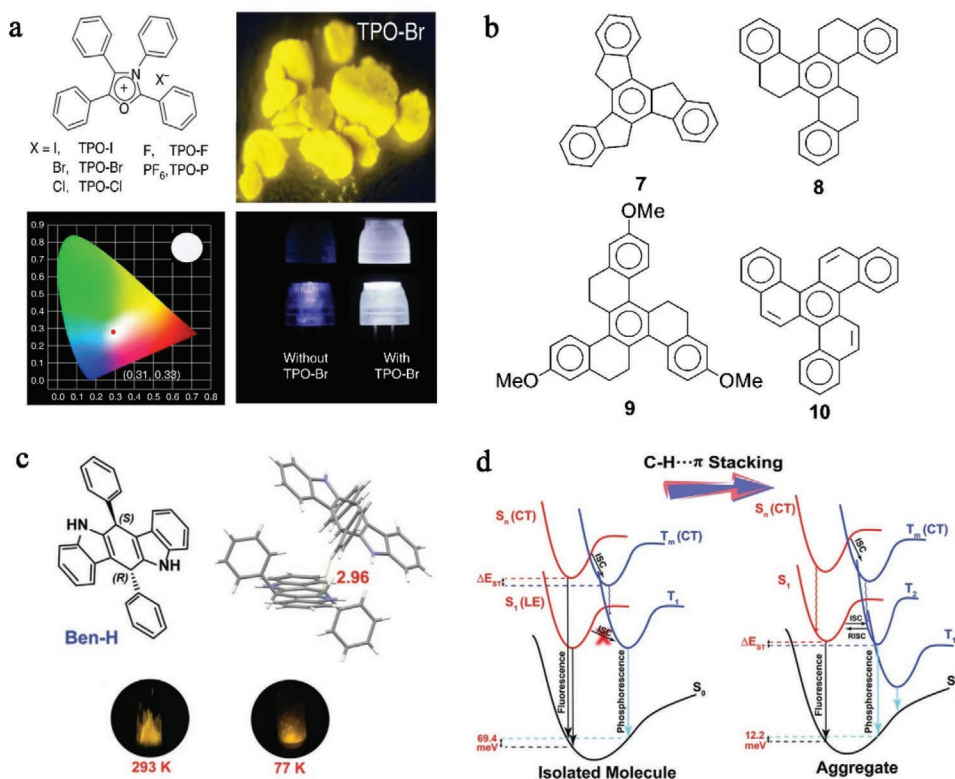 a
TPO-Br
N
+
O
X⁻
X = I, TPO-I F, TPO-F
Br, TPO-Br PF₆, TPO-P
Cl, TPO-Cl
0.9
0.8
0.7
0.6
0.5
0.4
0.3
0.2
0.1
0.0
(0.31, 0.33)
0.0 0.1 0.2 0.3 0.4 0.5 0.6 0.7 0.8
Without
TPO-Br
With
TPO-Br
b
7
8
OMe
MeO
OMe
9
10
c
HN
(S)
(R)
NH
Ben-H
2.96
293 K
77 K
d
C-H···π Stacking
Sₙ (CT)
Tₘ (CT)
ISC
ΔE_ST
S₁ (LE)
T₁
ISC
Fluorescence
Phosphorescence
S₀
69.4
meV
Isolated Molecule
Sₙ (CT)
Tₘ (CT)
ISC
S₁
T₂
ISC
RISC
ΔE_ST
T₁
Fluorescence
Phosphorescence
12.2
meV
Aggregate